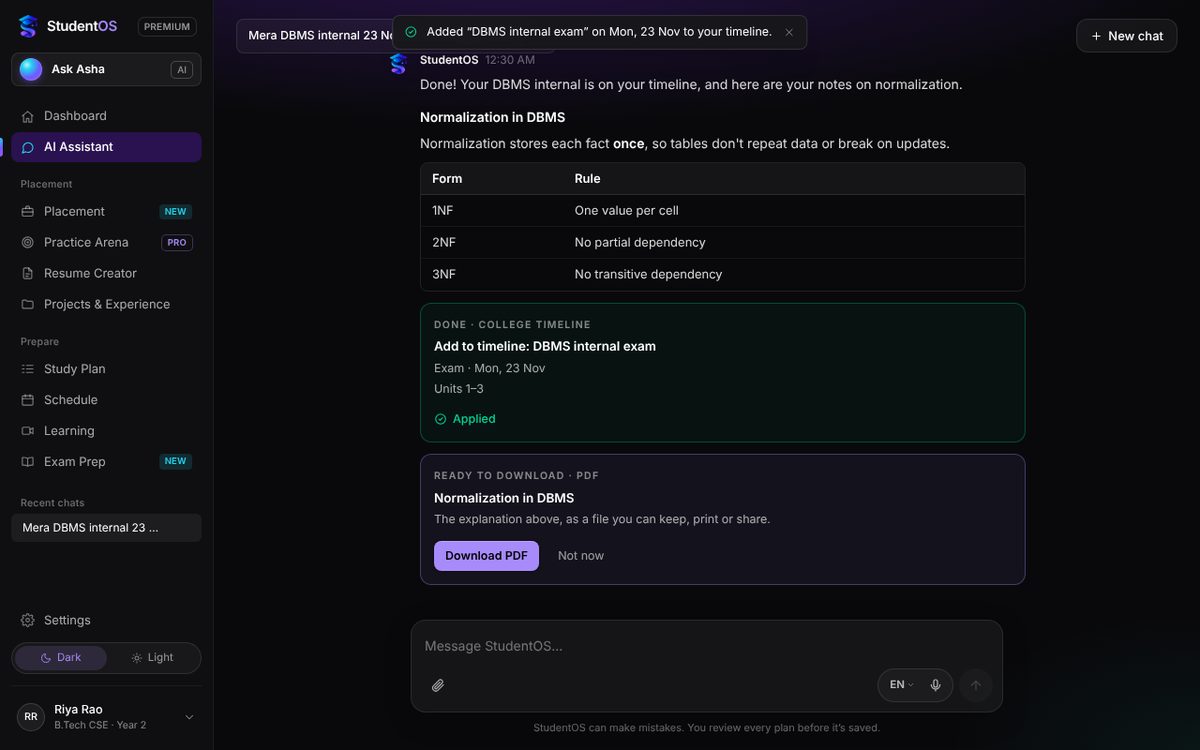 StudentOS
PREMIUM
Ask Asha
AI
Dashboard
AI Assistant
Placement
Placement
NEW
Practice Arena
PRO
Resume Creator
Projects & Experience
Prepare
Study Plan
Schedule
Learning
Exam Prep
NEW
Recent chats
Mera DBMS internal 23 ...
Settings
Dark
Light
RR
Riya Rao
B.Tech CSE · Year 2
Mera DBMS internal 23
Added “DBMS internal exam” on Mon, 23 Nov to your timeline.
+ New chat
StudentOS 12:30 AM
Done! Your DBMS internal is on your timeline, and here are your notes on normalization.
Normalization in DBMS
Normalization stores each fact once, so tables don't repeat data or break on updates.
Form Rule
1NF One value per cell
2NF No partial dependency
3NF No transitive dependency
DONE · COLLEGE TIMELINE
Add to timeline: DBMS internal exam
Exam · Mon, 23 Nov
Units 1–3
Applied
READY TO DOWNLOAD · PDF
Normalization in DBMS
The explanation above, as a file you can keep, print or share.
Download PDF
Not now
Message StudentOS...
EN
StudentOS can make mistakes. You review every plan before it’s saved.